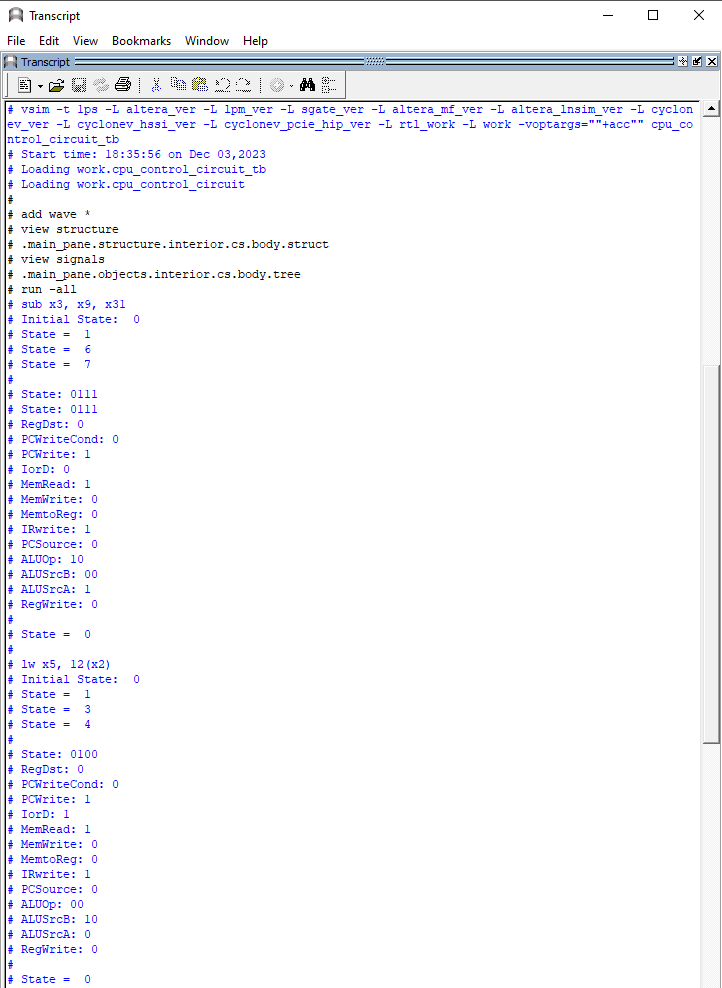 Transcript
File Edit View Bookmarks Window Help
Transcript
# vsim -t lps -L altera_ver -L lpm_ver -L sgate_ver -L altera_mf_ver -L altera_lnsim_ver -L cyclon
ev_ver -L cyclonev_hssi_ver -L cyclonev_pcie_hip_ver -L rtl_work -L work -voptargs=""+acc"" cpu_co
ntrol_circuit_tb
# Start time: 18:35:56 on Dec 03,2023
# Loading work.cpu_control_circuit_tb
# Loading work.cpu_control_circuit
#
# add wave *
# view structure
# .main_pane.structure.interior.cs.body.struct
# view signals
# .main_pane.objects.interior.cs.body.tree
# run -all
# sub x3, x9, x31
# Initial State:  0
# State =  1
# State =  6
# State =  7
#
# State: 0111
# State: 0111
# RegDst: 0
# PCWriteCond: 0
# PCWrite: 1
# IorD: 0
# MemRead: 1
# MemWrite: 0
# MemtoReg: 0
# IRwrite: 1
# PCSource: 0
# ALUOp: 10
# ALUSrcB: 00
# ALUSrcA: 1
# RegWrite: 0
#
# State =  0
#
# lw x5, 12(x2)
# Initial State:  0
# State =  1
# State =  3
# State =  4
#
# State: 0100
# RegDst: 0
# PCWriteCond: 0
# PCWrite: 1
# IorD: 1
# MemRead: 1
# MemWrite: 0
# MemtoReg: 0
# IRwrite: 1
# PCSource: 0
# ALUOp: 00
# ALUSrcB: 10
# ALUSrcA: 0
# RegWrite: 0
#
# State =  0